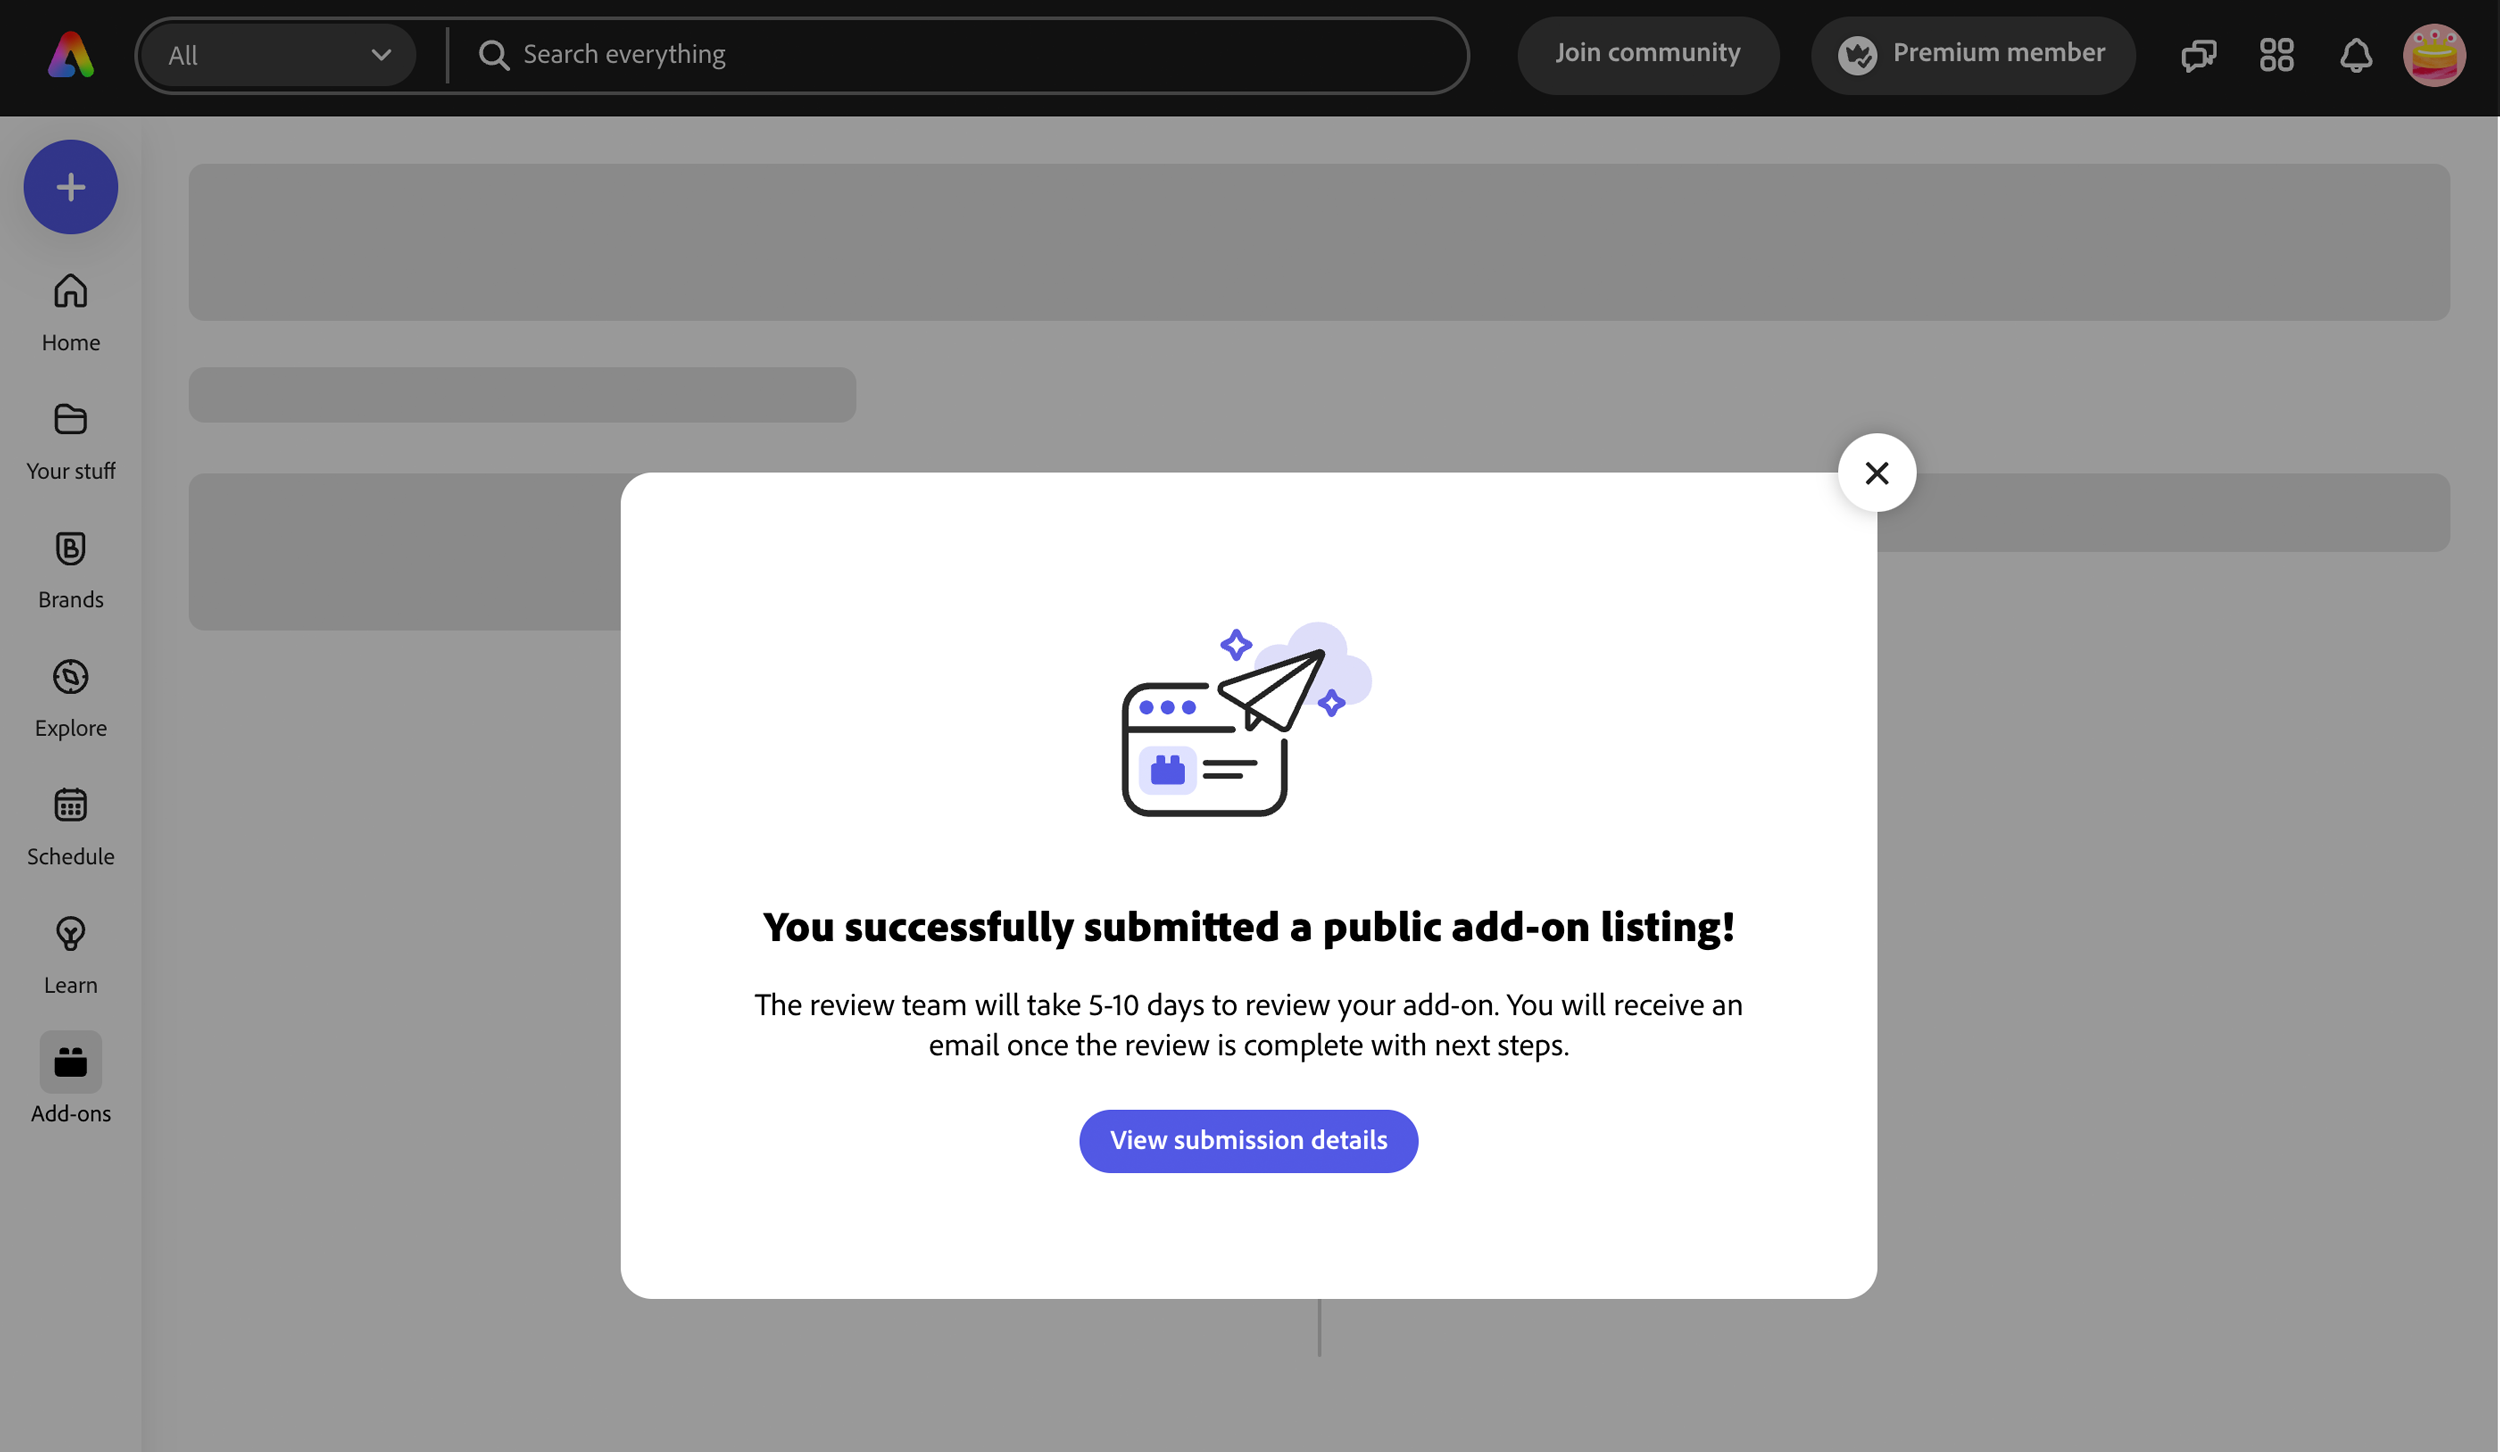 All
Search everything
Join community
Premium member
Home
Your stuff
Brands
Explore
Schedule
Learn
Add-ons
You successfully submitted a public add-on listing!
The review team will take 5-10 days to review your add-on. You will receive an
email once the review is complete with next steps.
View submission details